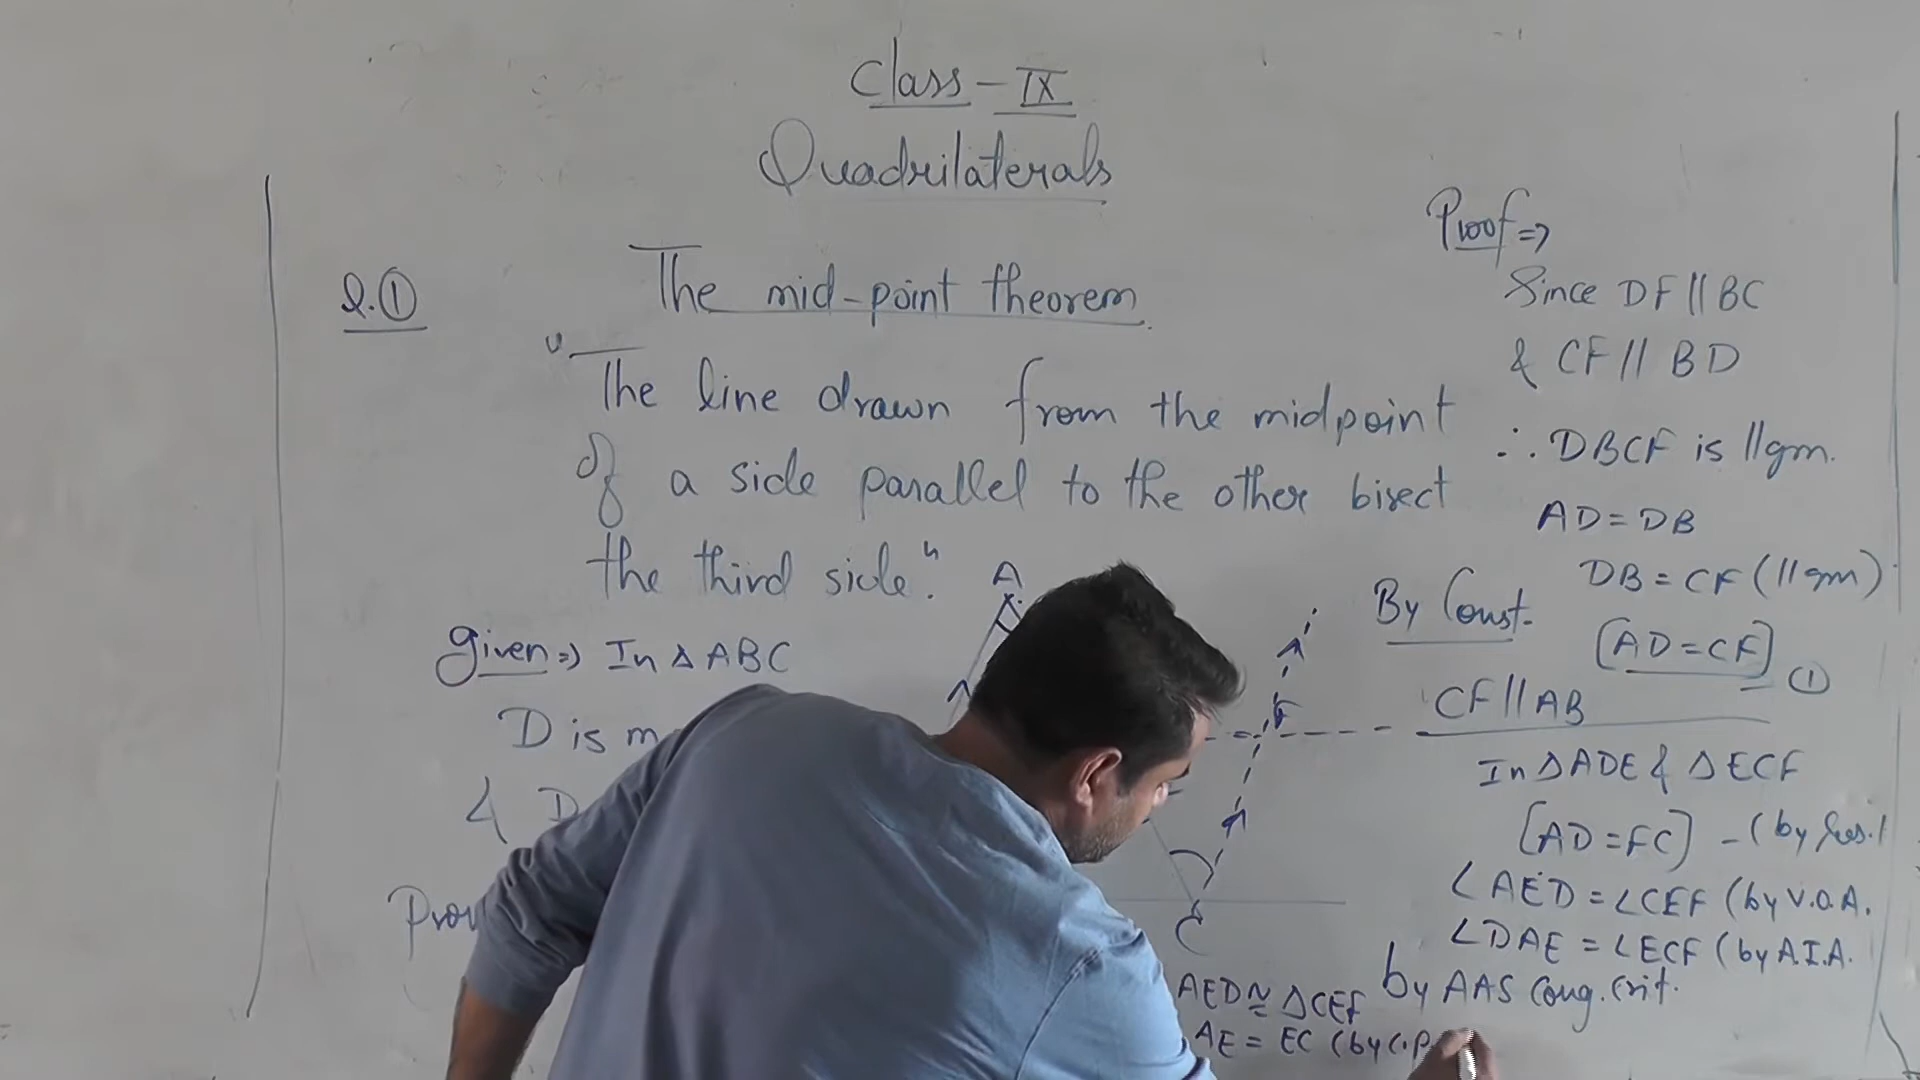 Class - IX
Quadrilaterals
Q.①
The mid-point theorem.
"The line drawn from the midpoint
Of a side parallel to the other bisect
the third side."
given => In △ ABC
D is m
& D
Prov
A
F
C
Proof =>
Since DF || BC
& CF // BD
∴ DBCF is ||gm.
AD = DB
DB = CF (||gm)
[AD = CF]
①
By Const.
CF || AB
In △ADE & △ECF
[AD = FC] - (by
∠AED = ∠CEF (by V.O.A.
∠DAE = ∠ECF (by A.I.A.
by AAS Cong. Crit.
AED ≅ △CEF
AE = EC (by C.P.